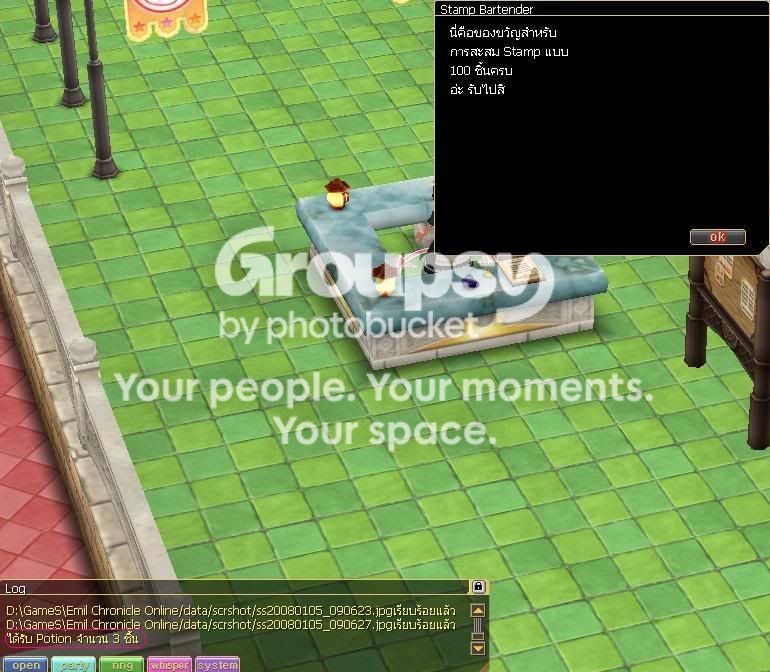 Stamp Bartender
นี่คือของขวัญสำหรับ
การสะสม Stamp แบบ
100 ชิ้นครบ
อ่ะ รับไปสิ
ok
Groupsy
by photobucket
Your people. Your moments.
Your space.
Log
D:\GameS\Emil Chronicle Online/data/scrshot/ss20080105_090623.jpgเรียบร้อยแล้ว
D:\GameS\Emil Chronicle Online/data/scrshot/ss20080105_090627.jpgเรียบร้อยแล้ว
ได้รับ Potion จำนวน 3 ชิ้น
open party ring whisper system